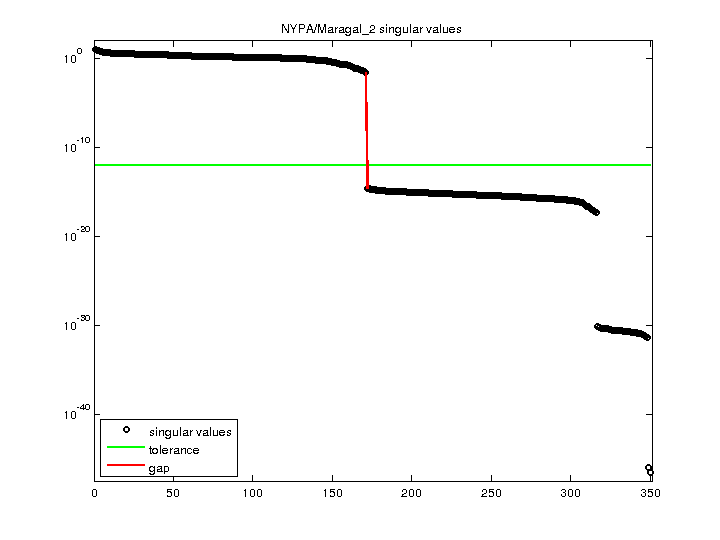 NYPA/Maragal_2 singular values
10^0
10^-10
10^-20
10^-30
10^-40
singular values
tolerance
gap
0 50 100 150 200 250 300 350